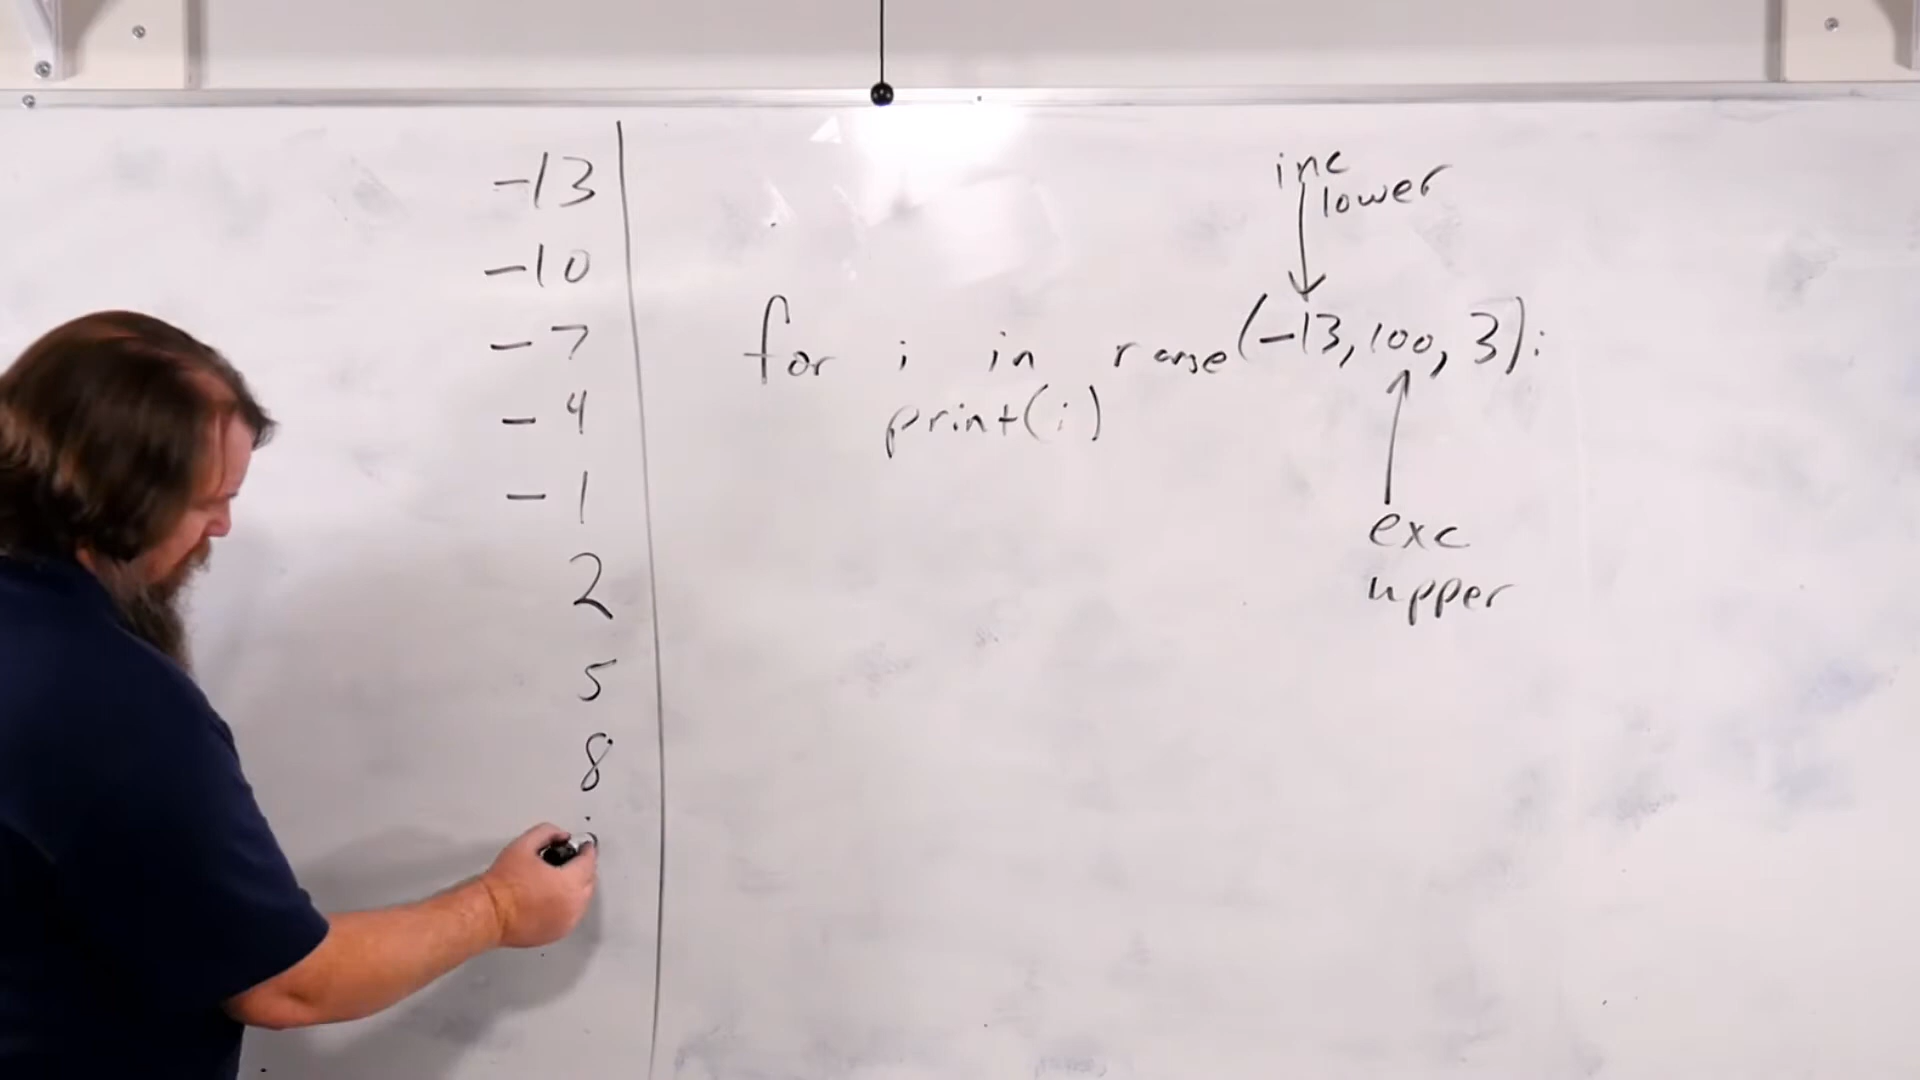 -13
-10
-7
-4
-1
2
5
8
inc
lower
for i in range(-13, 100, 3):
print(i)
exc
upper